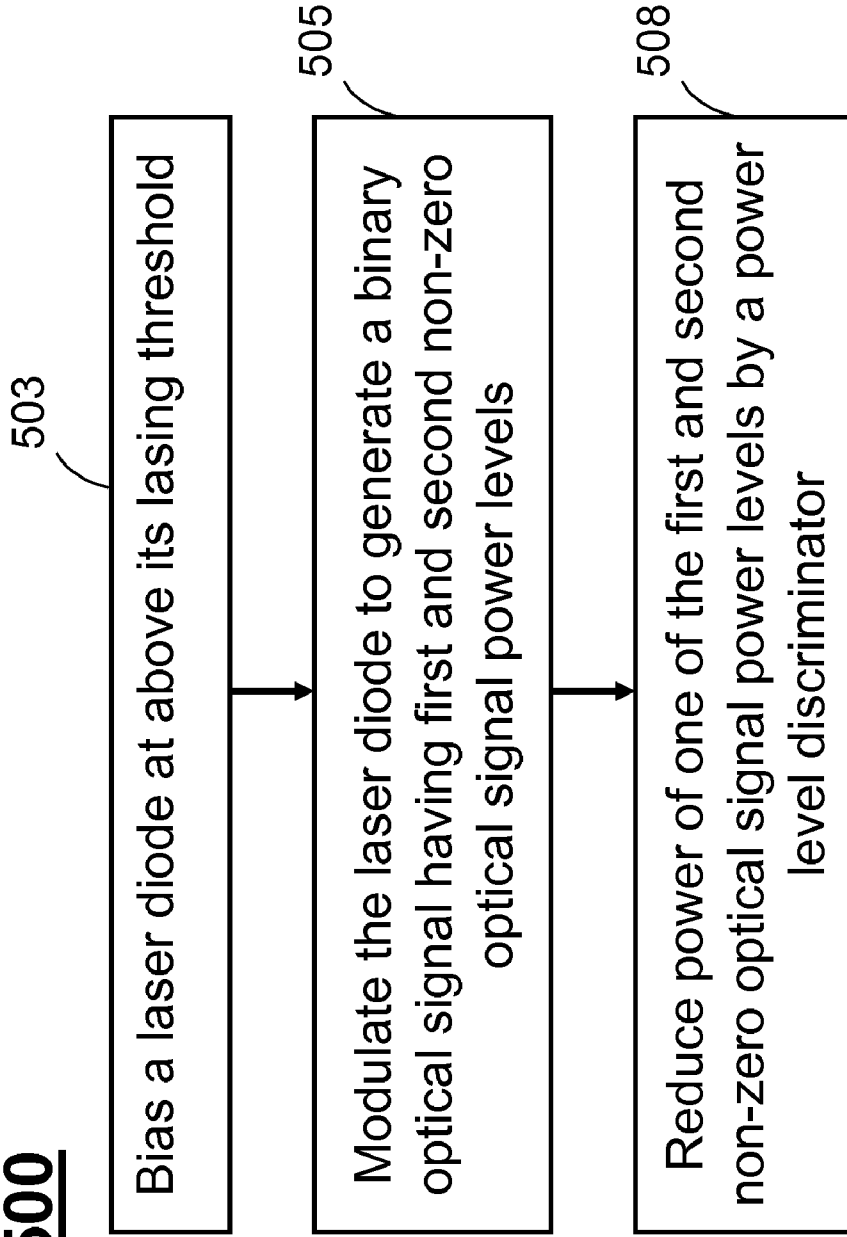 500
503
Bias a laser diode at above its lasing threshold
505
Modulate the laser diode to generate a binary
optical signal having first and second non-zero
optical signal power levels
508
Reduce power of one of the first and second
non-zero optical signal power levels by a power
level discriminator